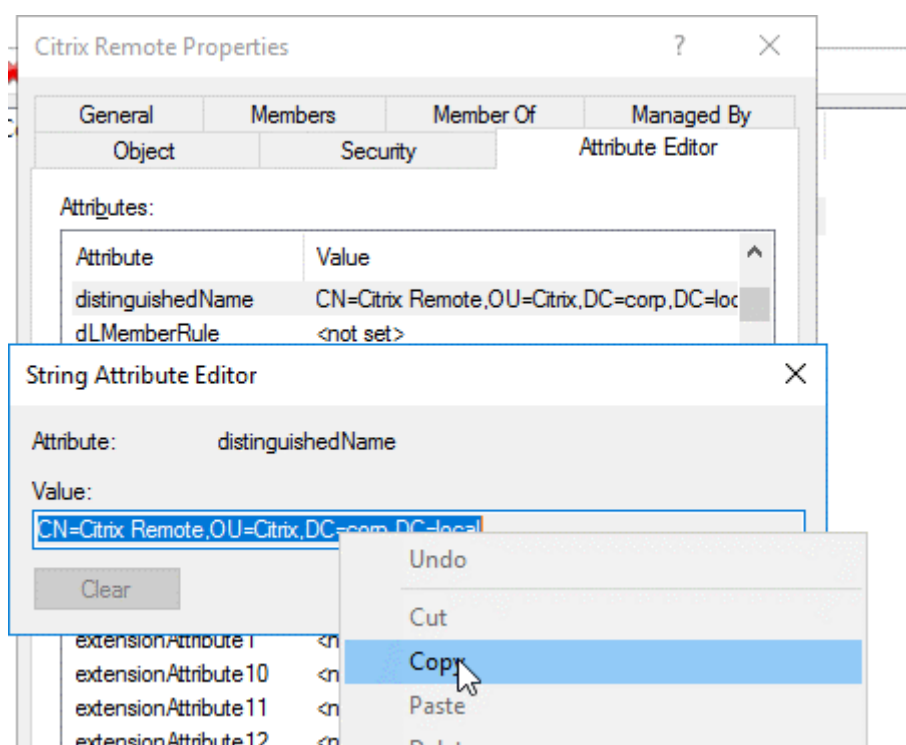 Citrix Remote Properties ? ×
General Members Member Of Managed By
Object Security Attribute Editor
Attributes:
Attribute Value
distinguishedName CN=Citrix Remote,OU=Citrix,DC=corp,DC=loc
dLMemberRule <not set>
String Attribute Editor
Attribute: distinguishedName
Value:
CN=Citrix Remote,OU=Citrix,DC=corp,DC=local
Undo
Clear
Cut
extensionAttribute1 <n
Copy
extensionAttribute10 <n
extensionAttribute11 <n
Paste
extensionAttribute12 <n